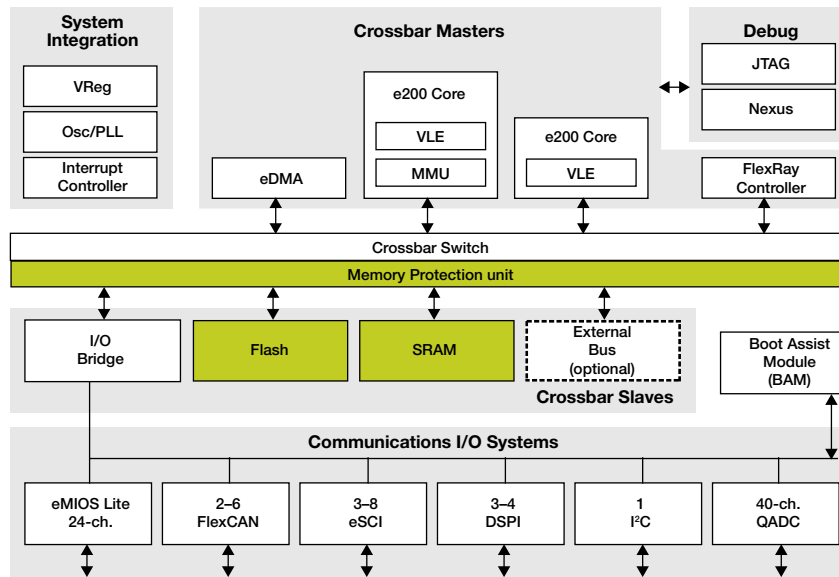 System
Integration
VReg
Osc/PLL
Interrupt
Controller
Crossbar Masters
eDMA
e200 Core
VLE
MMU
e200 Core
VLE
Debug
JTAG
Nexus
FlexRay
Controller
Crossbar Switch
Memory Protection unit
I/O
Bridge
Flash
SRAM
External
Bus
(optional)
Crossbar Slaves
Boot Assist
Module
(BAM)
Communications I/O Systems
eMIOS Lite
24-ch.
2–6
FlexCAN
3–8
eSCI
3–4
DSPI
1
I²C
40-ch.
QADC